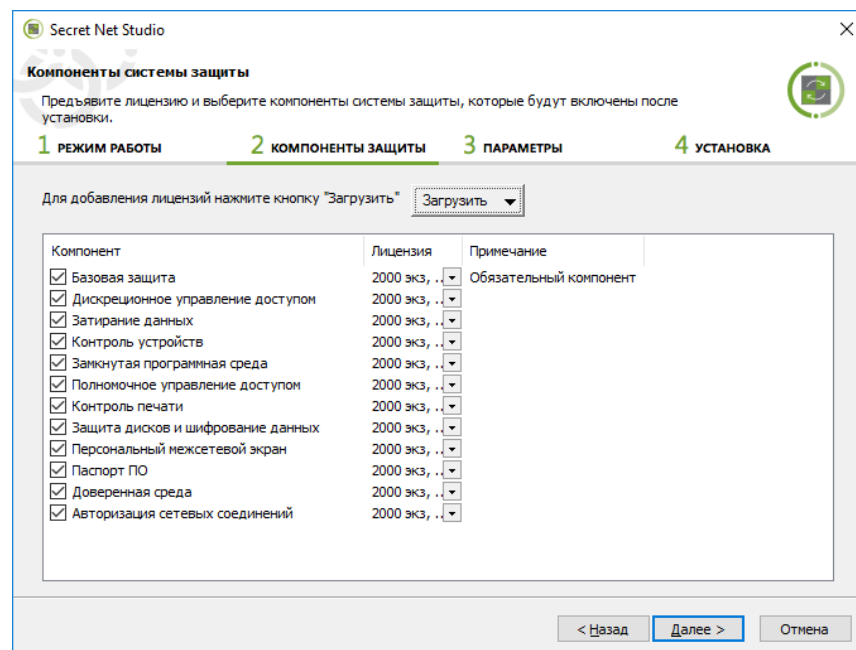 Secret Net Studio
Компоненты системы защиты
Предъявите лицензию и выберите компоненты системы защиты, которые будут включены после
установки.
1 РЕЖИМ РАБОТЫ 2 КОМПОНЕНТЫ ЗАЩИТЫ 3 ПАРАМЕТРЫ 4 УСТАНОВКА
Для добавления лицензий нажмите кнопку "Загрузить" Загрузить
Компонент Лицензия Примечание
Базовая защита 2000 экз, .. Обязательный компонент
Дискреционное управление доступом 2000 экз, ..
Затирание данных 2000 экз, ..
Контроль устройств 2000 экз, ..
Замкнутая программная среда 2000 экз, ..
Полномочное управление доступом 2000 экз, ..
Контроль печати 2000 экз, ..
Защита дисков и шифрование данных 2000 экз, ..
Персональный межсетевой экран 2000 экз, ..
Паспорт ПО 2000 экз, ..
Доверенная среда 2000 экз, ..
Авторизация сетевых соединений 2000 экз, ..
< Назад Далее > Отмена